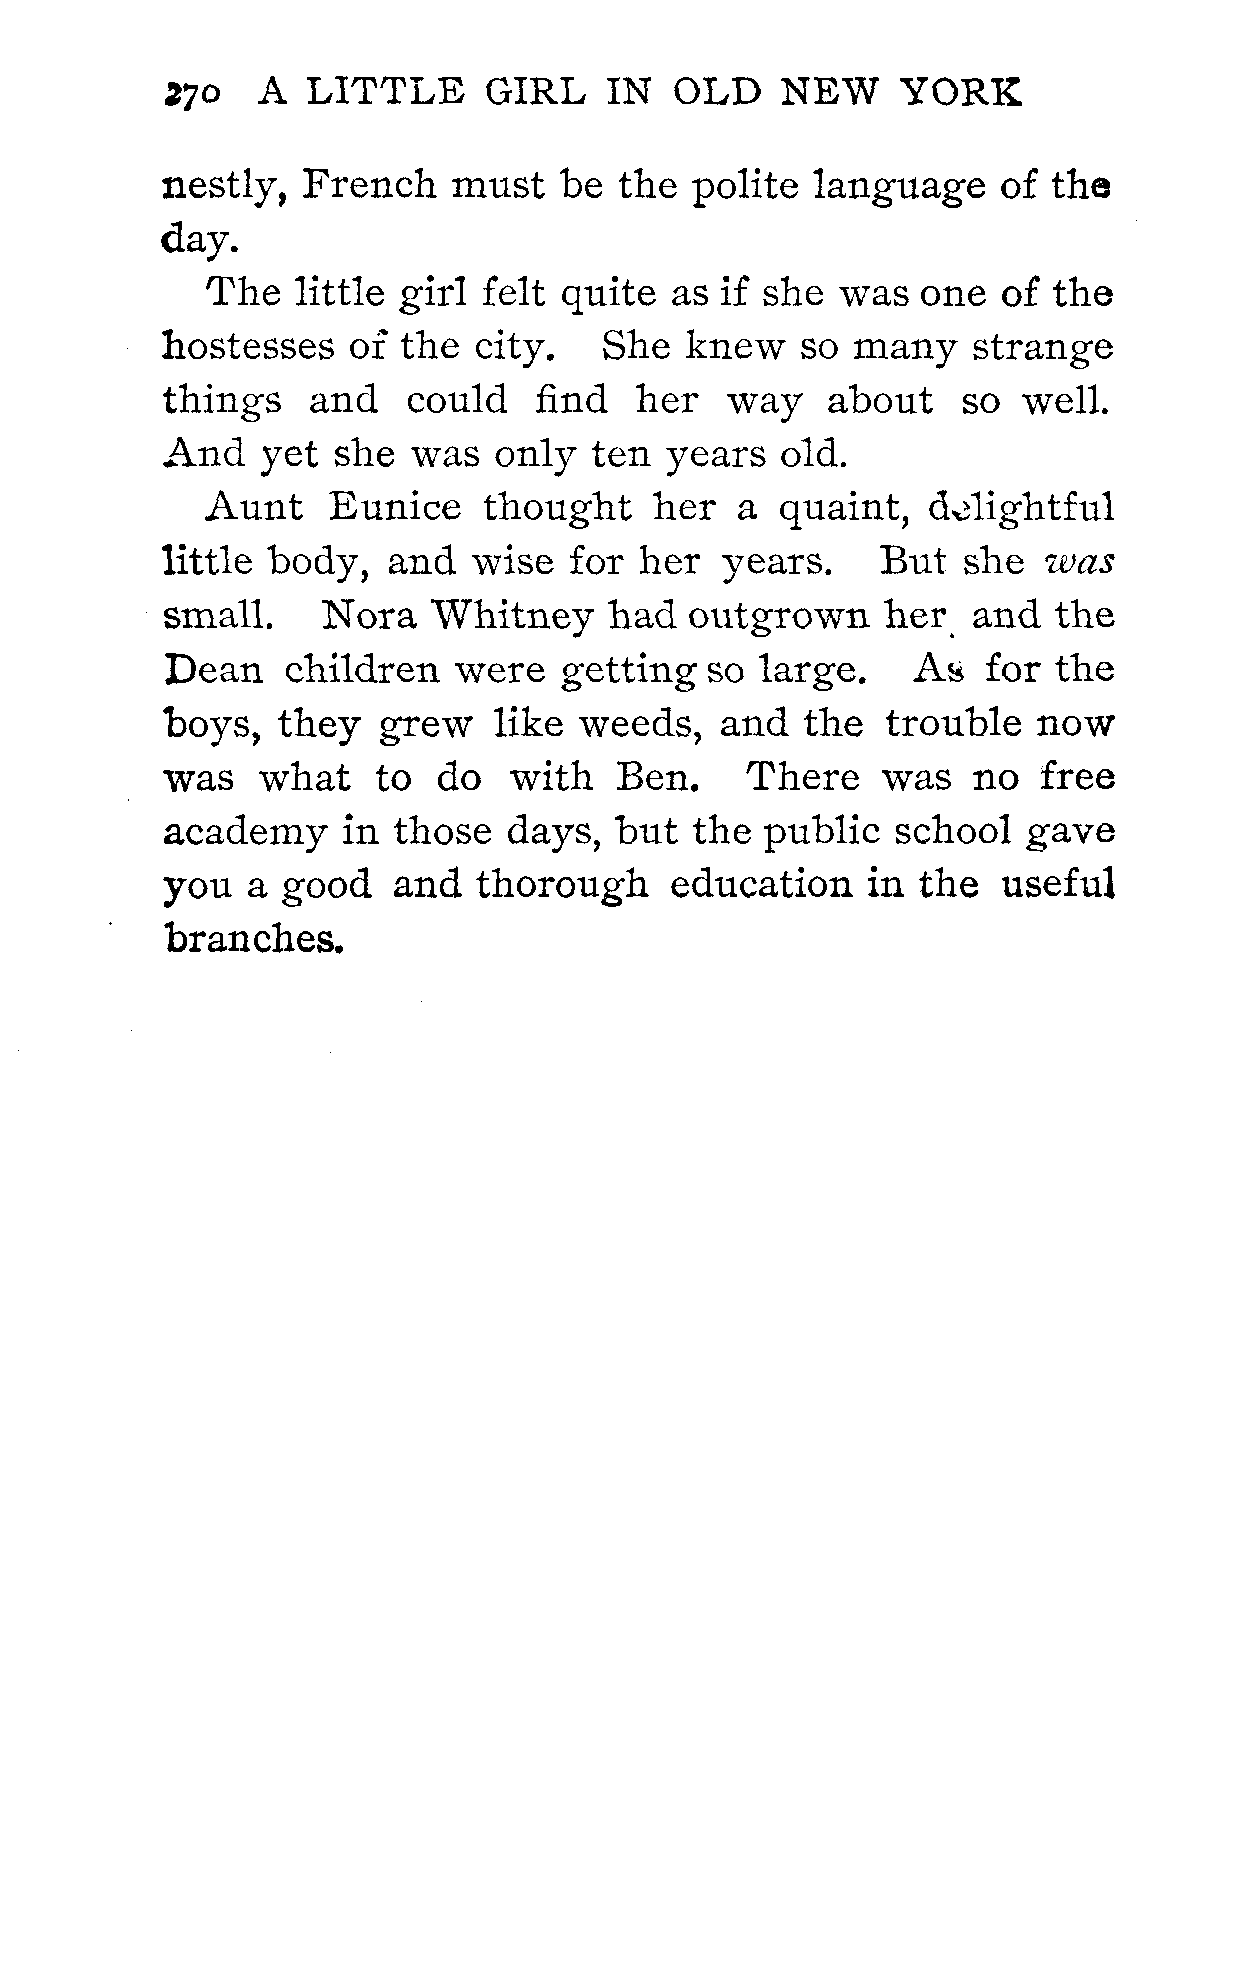 270 A LITTLE GIRL IN OLD NEW YORK
nestly, French must be the polite language of the
day.
The little girl felt quite as if she was one of the
hostesses of the city. She knew so many strange
things and could find her way about so well.
And yet she was only ten years old.
Aunt Eunice thought her a quaint, delightful
little body, and wise for her years. But she was
small. Nora Whitney had outgrown her and the
Dean children were getting so large. As for the
boys, they grew like weeds, and the trouble now
was what to do with Ben. There was no free
academy in those days, but the public school gave
you a good and thorough education in the useful
branches.